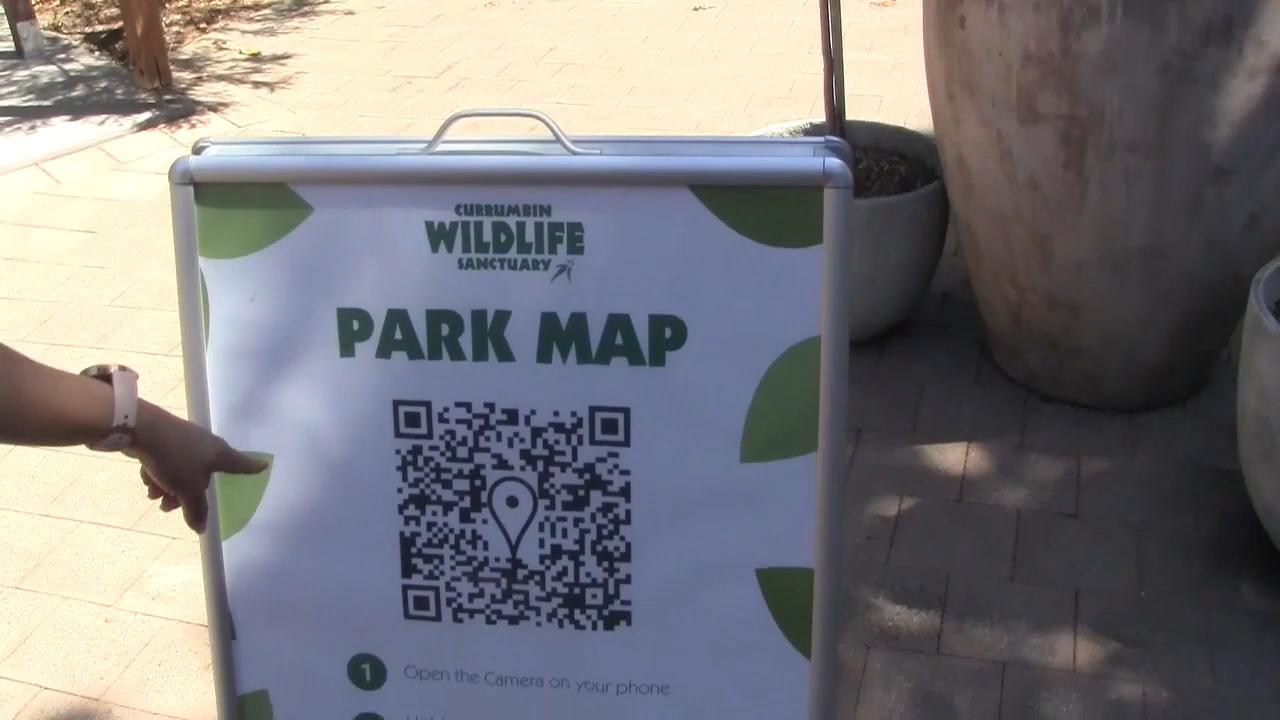 CURRUMBIN
WILDLIFE
SANCTUARY
PARK MAP
1 Open the Camera on your phone.